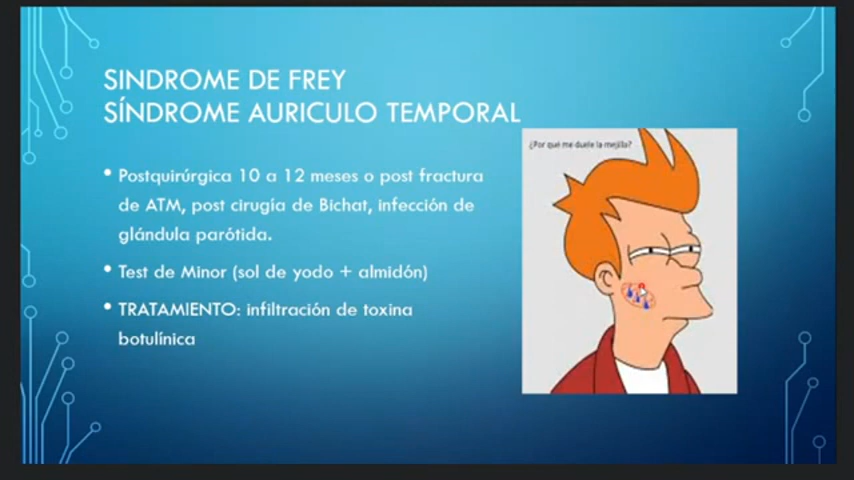 SINDROME DE FREY
SÍNDROME AURICULO TEMPORAL
¿Por qué me duele la mejilla?
• Postquirúrgica 10 a 12 meses o post fractura
de ATM, post cirugía de Bichat, infección de
glándula parótida.
• Test de Minor (sol de yodo + almidón)
• TRATAMIENTO: infiltración de toxina
botulínica